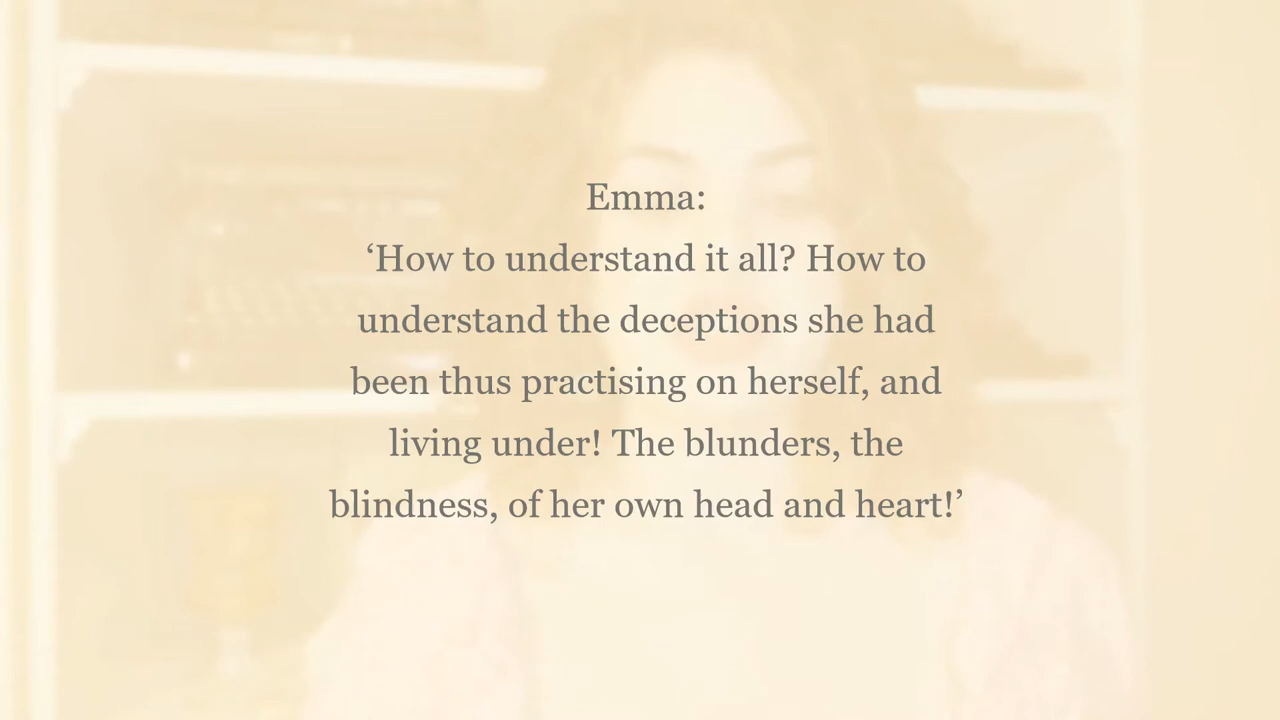 Emma:
‘How to understand it all? How to
understand the deceptions she had
been thus practising on herself, and
living under! The blunders, the
blindness, of her own head and heart!’